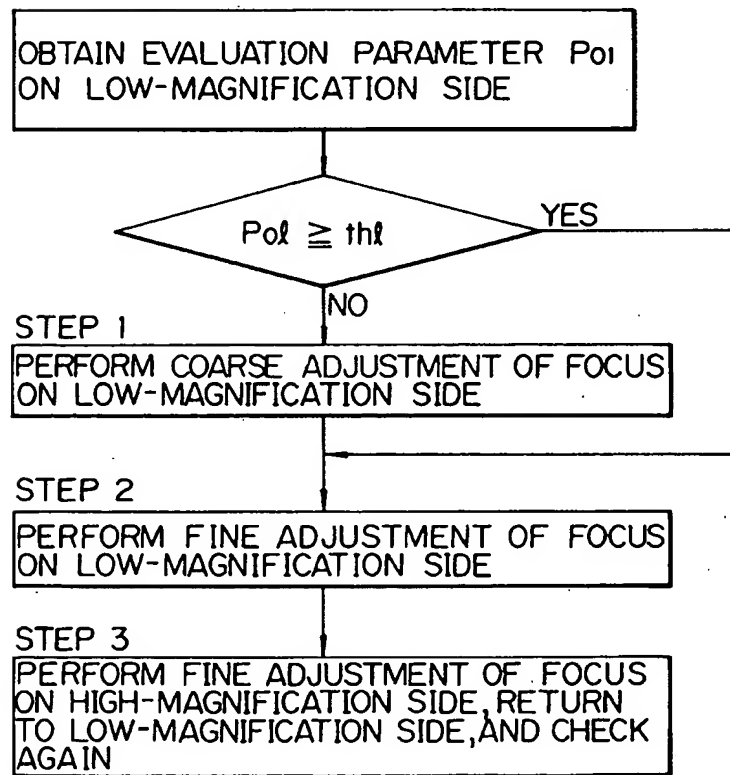 OBTAIN EVALUATION PARAMETER Po1
ON LOW-MAGNIFICATION SIDE
Poℓ ≧ thℓ
YES
NO
STEP 1
PERFORM COARSE ADJUSTMENT OF FOCUS
ON LOW-MAGNIFICATION SIDE
STEP 2
PERFORM FINE ADJUSTMENT OF FOCUS
ON LOW-MAGNIFICATION SIDE
STEP 3
PERFORM FINE ADJUSTMENT OF FOCUS
ON HIGH-MAGNIFICATION SIDE, RETURN
TO LOW-MAGNIFICATION SIDE, AND CHECK
AGAIN